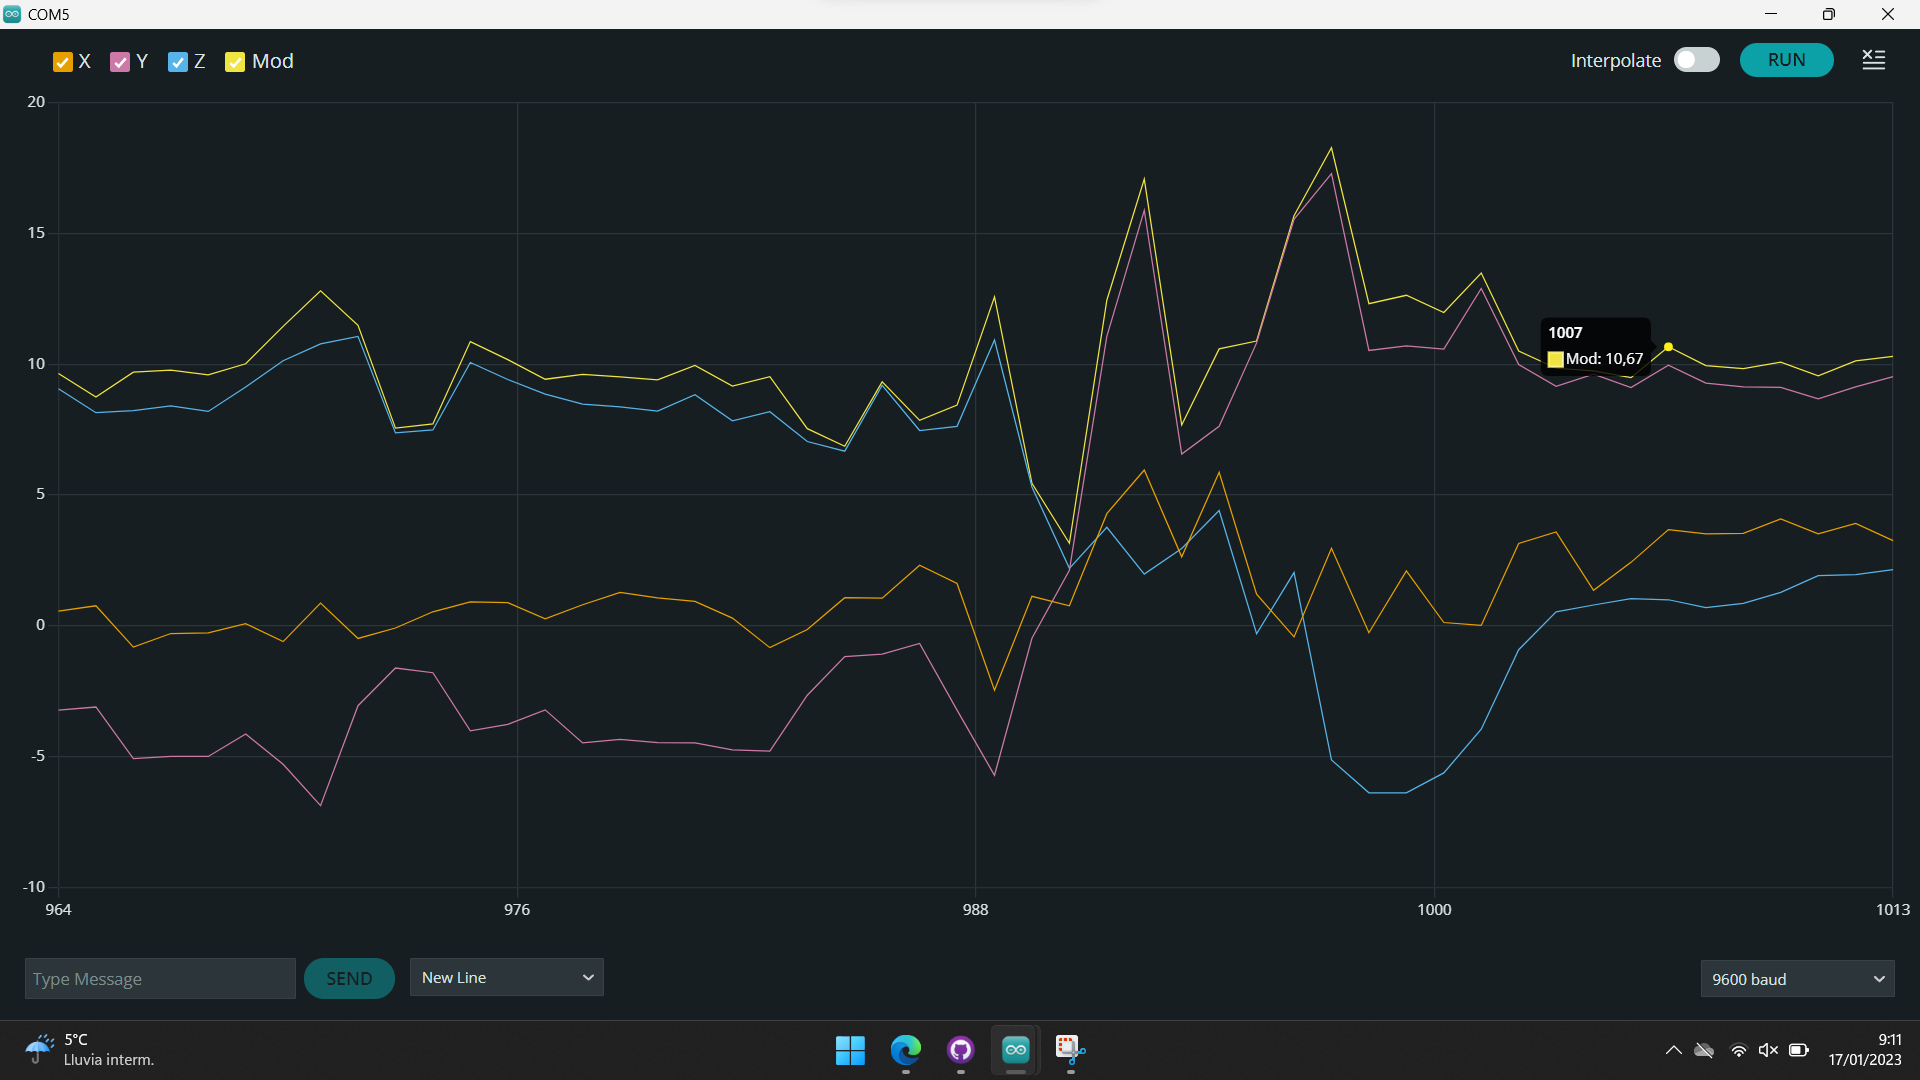 COM5
X Y Z Mod
Interpolate RUN
20
15
10
5
0
-5
-10
1007
Mod: 10,67
964 976 988 1000 1013
Type Message SEND New Line 9600 baud
5°C
Lluvia interm.
9:11
17/01/2023